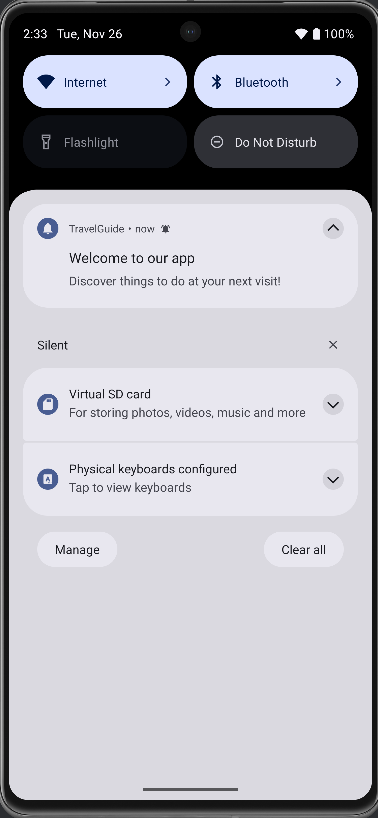 2:33 Tue, Nov 26 100%
Internet Bluetooth
Flashlight Do Not Disturb
TravelGuide • now
Welcome to our app
Discover things to do at your next visit!
Silent
Virtual SD card
For storing photos, videos, music and more
Physical keyboards configured
Tap to view keyboards
Manage Clear all